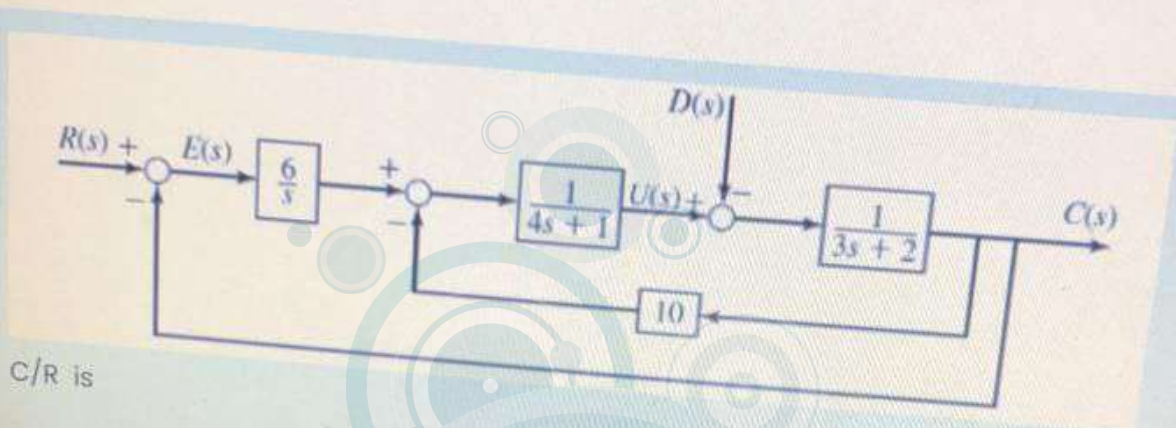 D(s)
R(s) + E(s) 6/s + 1/(4s + 1) U(s) + − 1/(3s + 2) C(s)
− −
10
C/R is